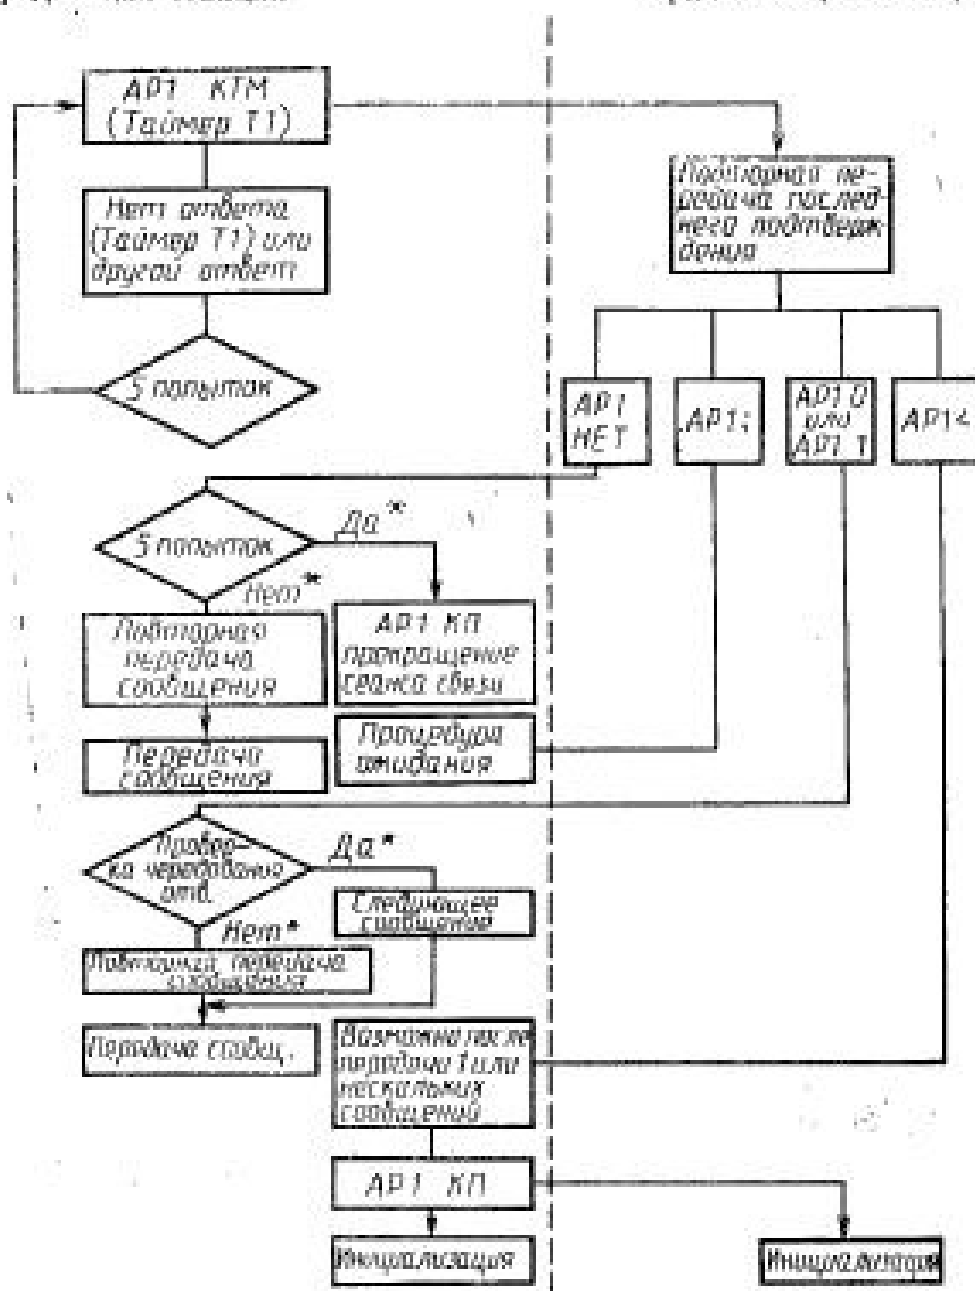 АР1 КТМ
(Таймер Т1)
Нет ответа
(Таймер Т1) или
другой ответ
5 попыток
Повторная пе-
редача послед-
него подтверж-
дения
АР1
НЕТ
АР1;
АР1 0
или
АР1 1
АР1<
5 попыток
Да*
Нет*
Повторная
передача
сообщения
АР1 КП
прекращение
сеанса связи
Передача
сообщения
Процедура
ожидания
Провер-
ка чередования
отв.
Да*
Нет*
Следующее
сообщение
Повторная передача
сообщения
Передача сообщ.
Возможно после
передачи 1 или
нескольких
сообщений
АР1 КП
Инициализация
Инициализация